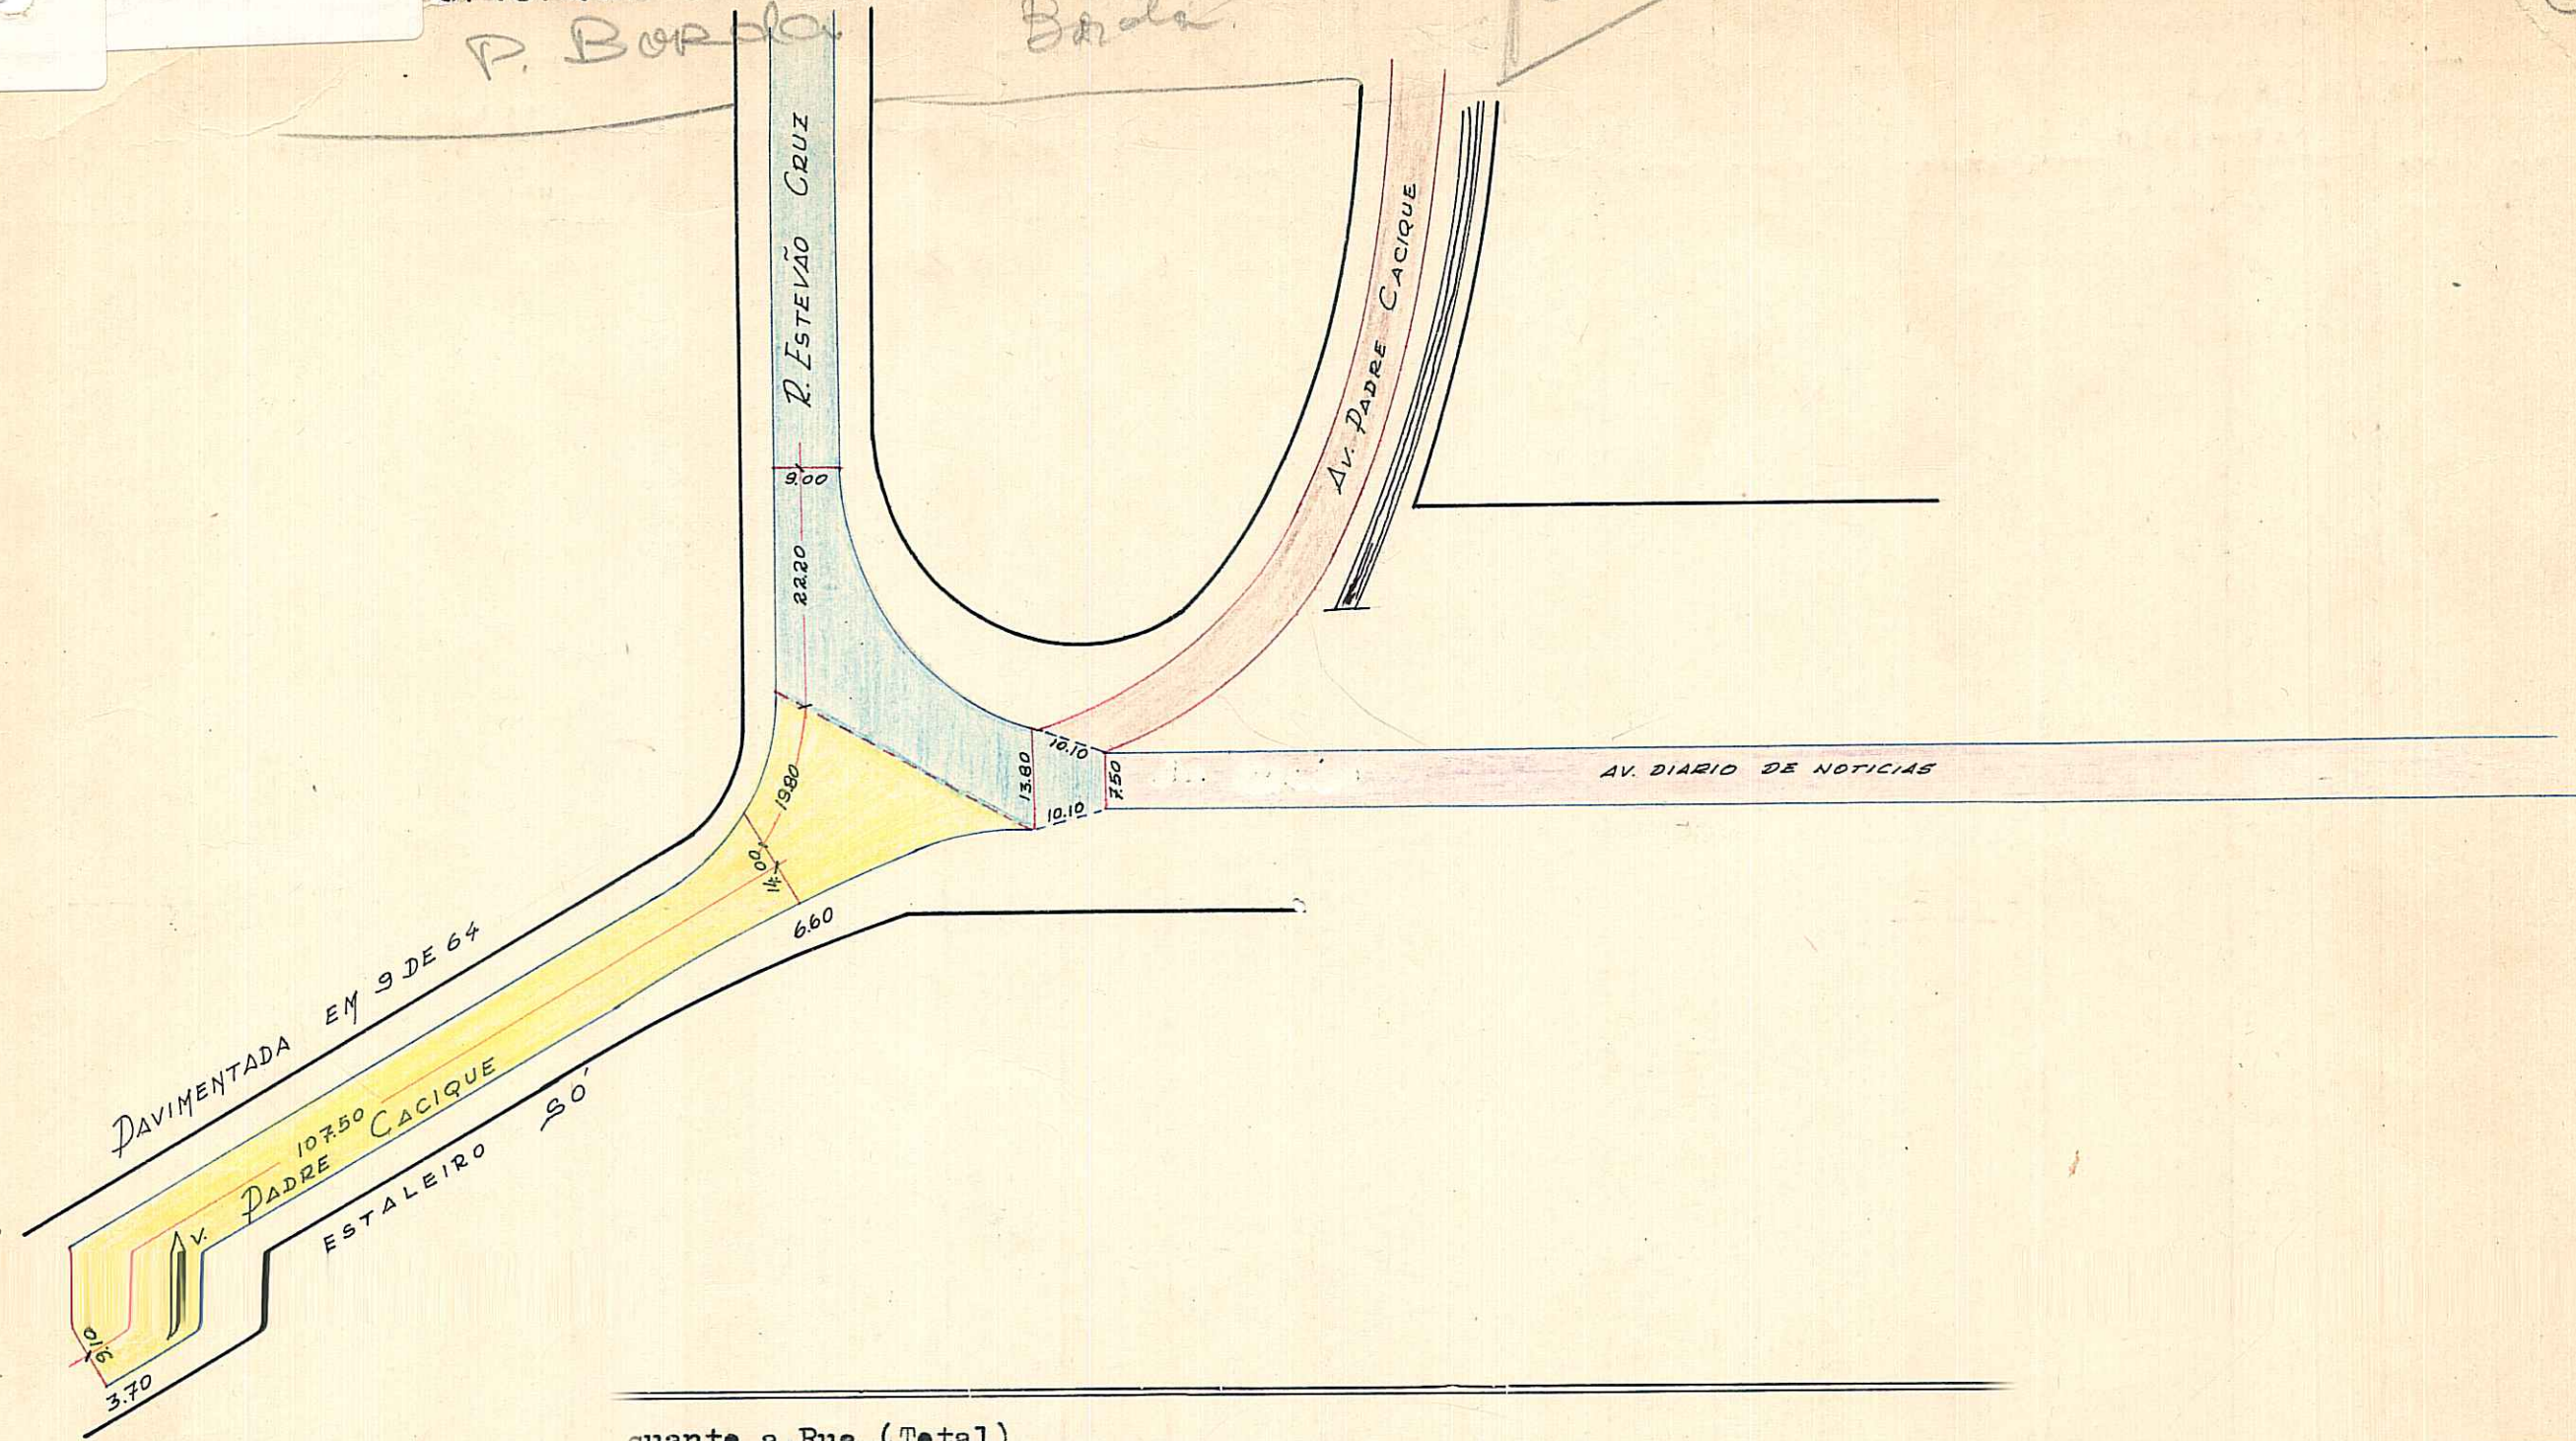 P. Borda
Borda
R. ESTEVÃO CRUZ
AV. PADRE CACIQUE
9.00
22.20
10.10
13.80
7.50
10.10
AV. DIARIO DE NOTICIAS
19.80
14.00
6.60
PAVIMENTADA EM 9 DE 64
107.50
V. PADRE CACIQUE
ESTALEIRO SÓ
9.10
3.70
quante a Rua (Total)